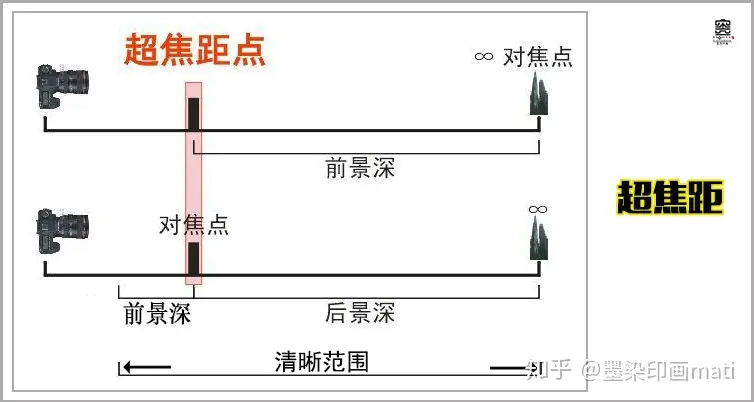 超焦距点
∞ 对焦点
前景深
超焦距
对焦点
∞
前景深
后景深
清晰范围
知乎 @墨染印画mati